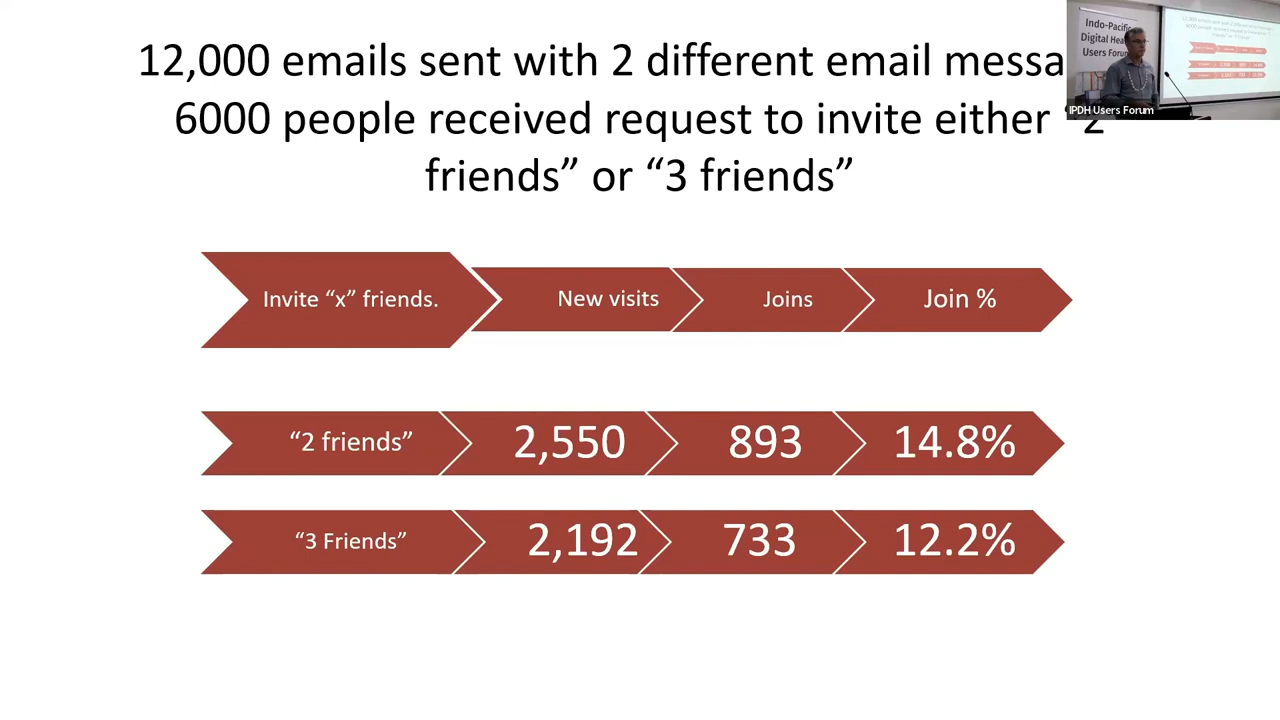 12,000 emails sent with 2 different email messa
6000 people received request to invite either “2
friends” or “3 friends”
Indo-Pacific
Digital Heal
Users Forum
IPDH Users Forum
Invite “x” friends.
New visits
Joins
Join %
“2 friends”
2,550
893
14.8%
“3 Friends”
2,192
733
12.2%